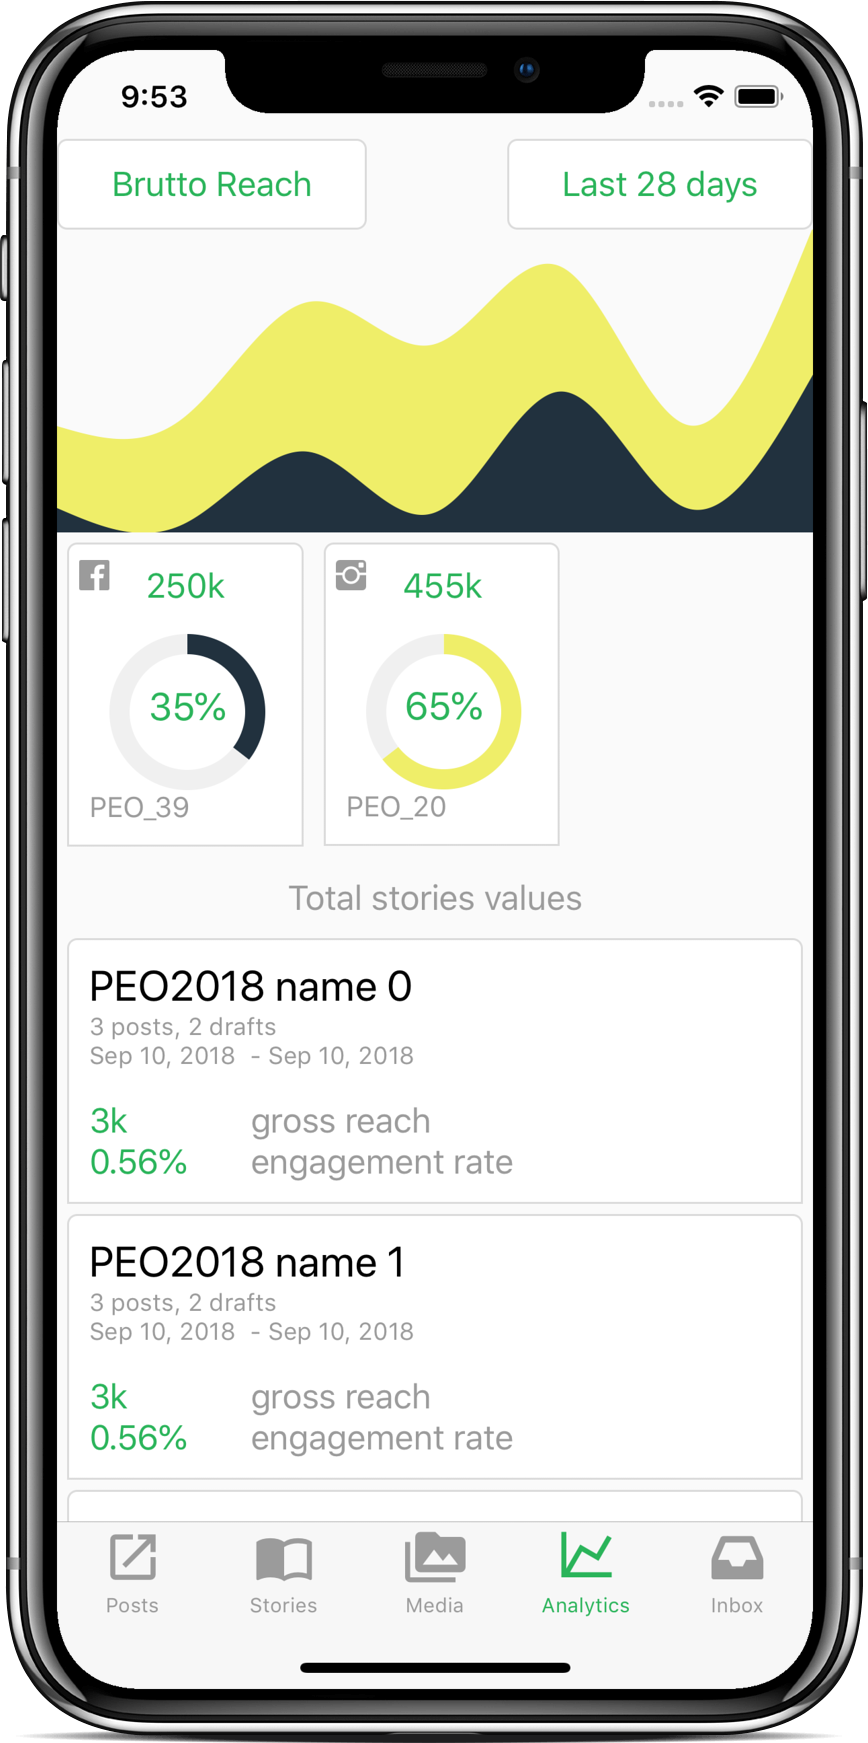 9:53
Brutto Reach
Last 28 days
250k
455k
35%
65%
PEO_39
PEO_20
Total stories values
PEO2018 name 0
3 posts, 2 drafts
Sep 10, 2018 - Sep 10, 2018
3k gross reach
0.56% engagement rate
PEO2018 name 1
3 posts, 2 drafts
Sep 10, 2018 - Sep 10, 2018
3k gross reach
0.56% engagement rate
Posts Stories Media Analytics Inbox